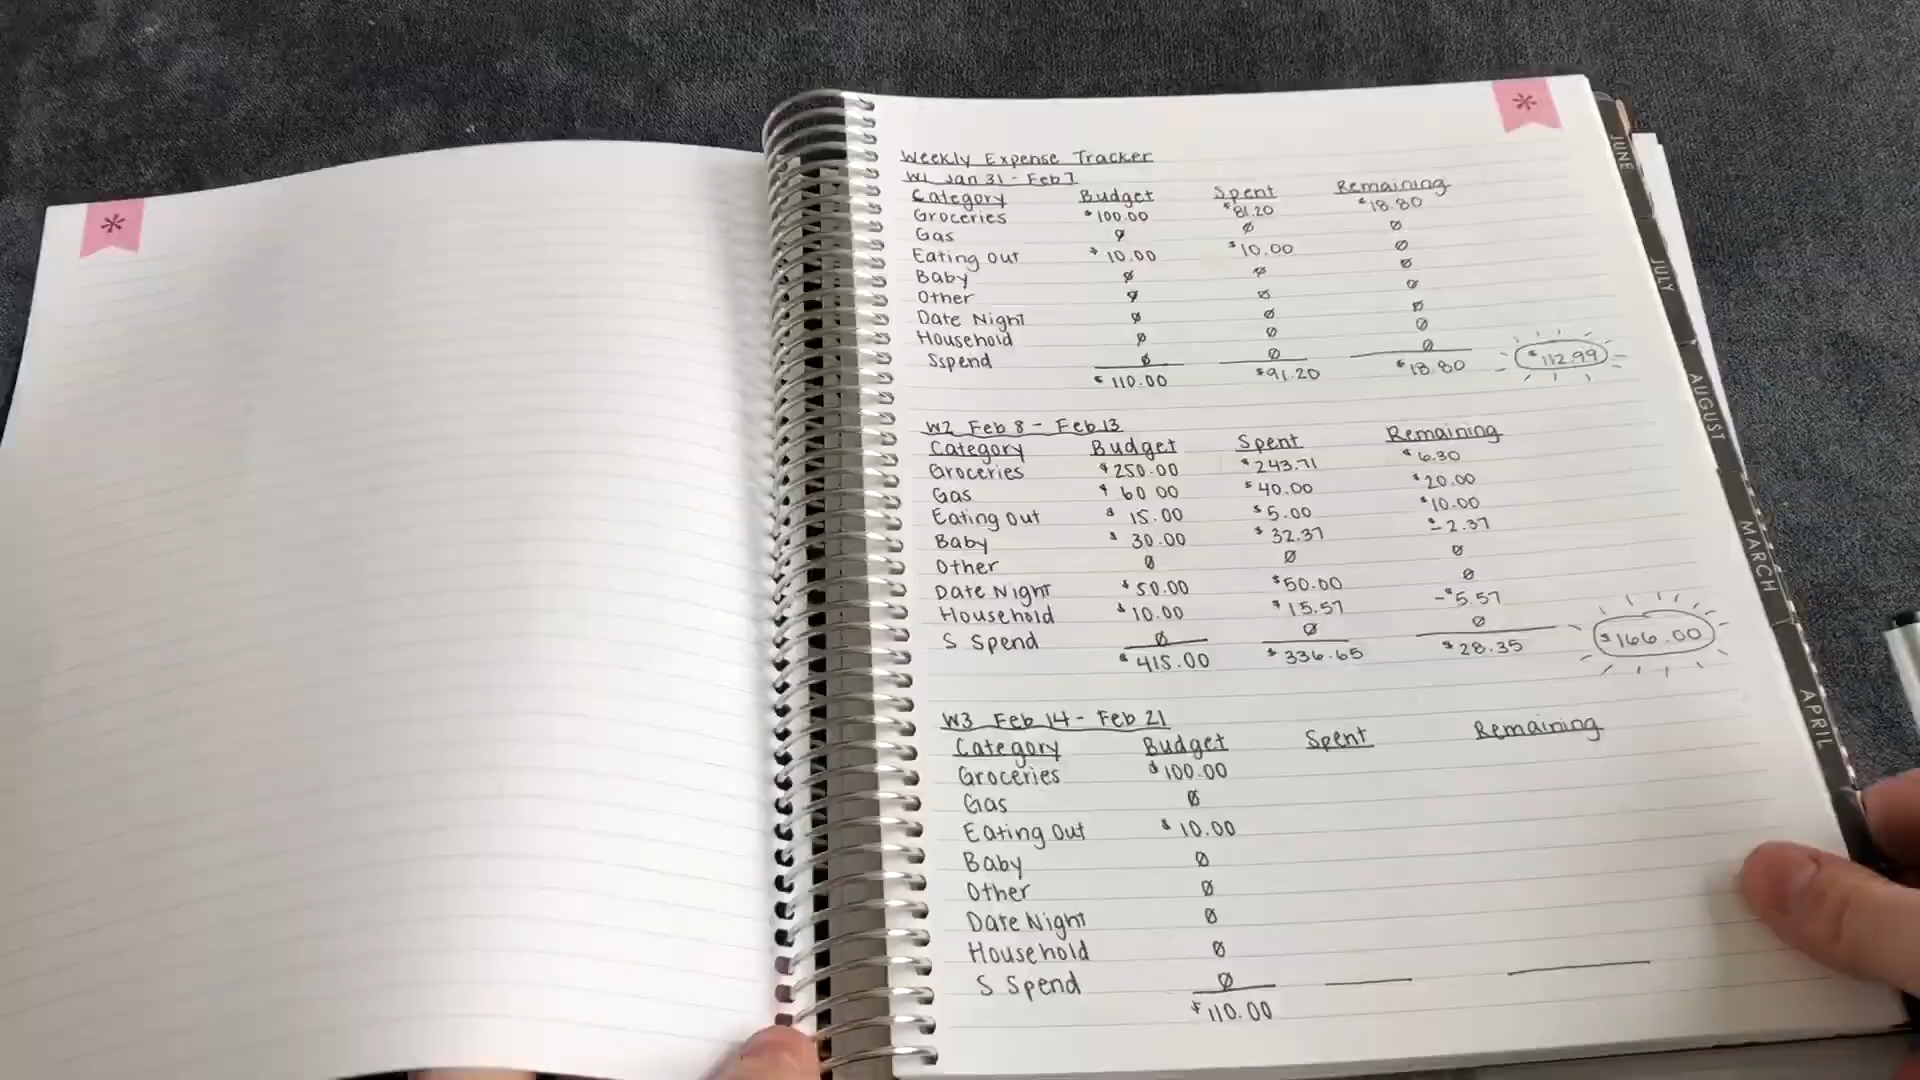 *
*
Weekly Expense Tracker
W1 Jan 31 - Feb 7
Category Budget Spent Remaining
Groceries $100.00 $81.20 $18.80
Gas Ø Ø Ø
Eating out $10.00 $10.00 Ø
Baby Ø Ø Ø
Other Ø Ø Ø
Date Night Ø Ø Ø
Household Ø Ø Ø
Sspend Ø Ø Ø
$110.00 $91.20 $18.80 $112.99
W2 Feb 8 - Feb 13
Category Budget Spent Remaining
Groceries $250.00 $243.71 $6.30
Gas $60.00 $40.00 $20.00
Eating Out $15.00 $5.00 $10.00
Baby $30.00 $32.37 $-2.37
Other Ø Ø Ø
Date Night $50.00 $50.00 Ø
Household $10.00 $15.57 -$5.57
S Spend Ø Ø Ø
$415.00 $336.65 $28.35 $166.00
W3 Feb 14 - Feb 21
Category Budget Spent Remaining
Groceries $100.00
Gas Ø
Eating Out $10.00
Baby Ø
Other Ø
Date Night Ø
Household Ø
S Spend Ø
$110.00
JUNE
JULY
AUGUST
MARCH
APRIL